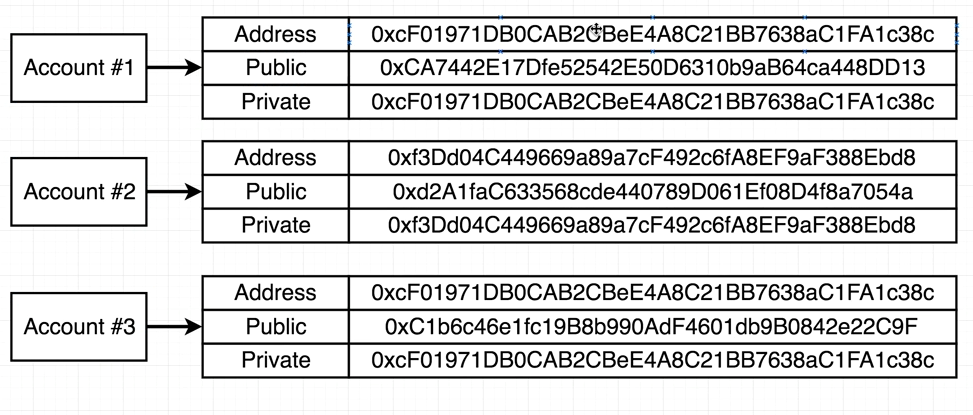 Account #1
Address 0xcF01971DB0CAB2CBeE4A8C21BB7638aC1FA1c38c
Public 0xCA7442E17Dfe52542E50D6310b9aB64ca448DD13
Private 0xcF01971DB0CAB2CBeE4A8C21BB7638aC1FA1c38c
Account #2
Address 0xf3Dd04C449669a89a7cF492c6fA8EF9aF388Ebd8
Public 0xd2A1faC633568cde440789D061Ef08D4f8a7054a
Private 0xf3Dd04C449669a89a7cF492c6fA8EF9aF388Ebd8
Account #3
Address 0xcF01971DB0CAB2CBeE4A8C21BB7638aC1FA1c38c
Public 0xC1b6c46e1fc19B8b990AdF4601db9B0842e22C9F
Private 0xcF01971DB0CAB2CBeE4A8C21BB7638aC1FA1c38c